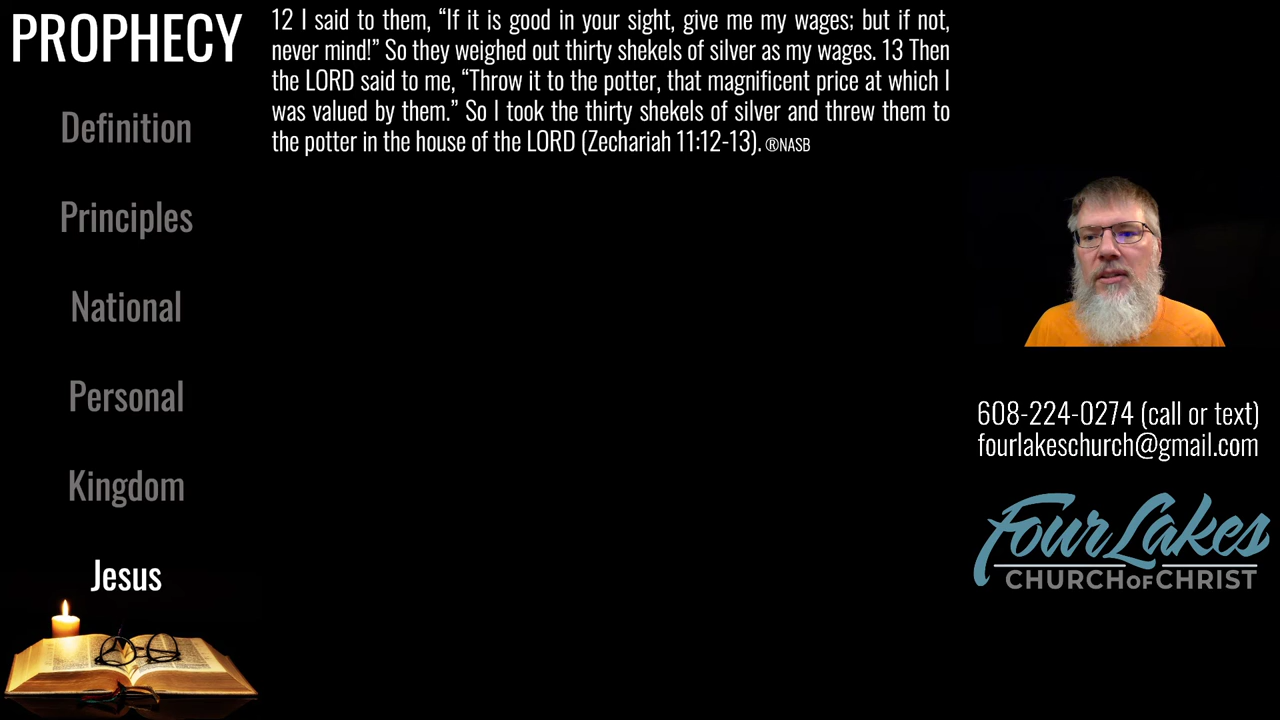 PROPHECY
Definition
Principles
National
Personal
Kingdom
Jesus
12 I said to them, “If it is good in your sight, give me my wages; but if not,
never mind!” So they weighed out thirty shekels of silver as my wages. 13 Then
the LORD said to me, “Throw it to the potter, that magnificent price at which I
was valued by them.” So I took the thirty shekels of silver and threw them to
the potter in the house of the LORD (Zechariah 11:12-13). ®NASB
608-224-0274 (call or text)
fourlakeschurch@gmail.com
Four Lakes
CHURCH OF CHRIST